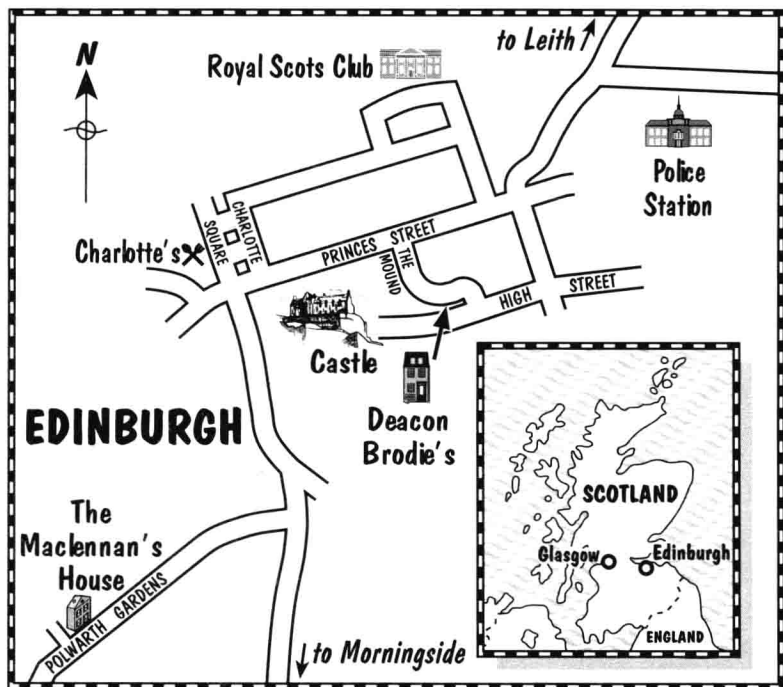 N
to Leith
Royal Scots Club
Police
Station
CHARLOTTE
SQUARE
Charlotte's
PRINCES STREET
THE
MOUND
HIGH STREET
Castle
Deacon
Brodie's
EDINBURGH
The
Maclennan's
House
POLWARTH GARDENS
to Morningside
SCOTLAND
Glasgow
Edinburgh
ENGLAND